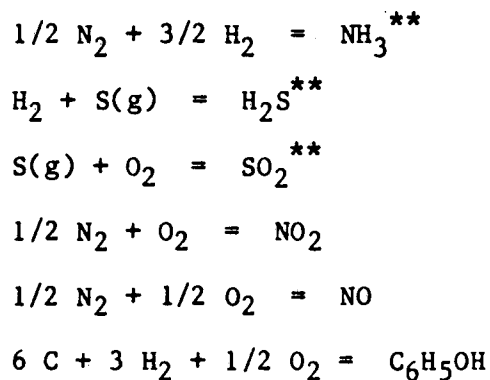 1/2 N₂ + 3/2 H₂ = NH₃**
H₂ + S(g) = H₂S**
S(g) + O₂ = SO₂**
1/2 N₂ + O₂ = NO₂
1/2 N₂ + 1/2 O₂ = NO
6 C + 3 H₂ + 1/2 O₂ = C₆H₅OH